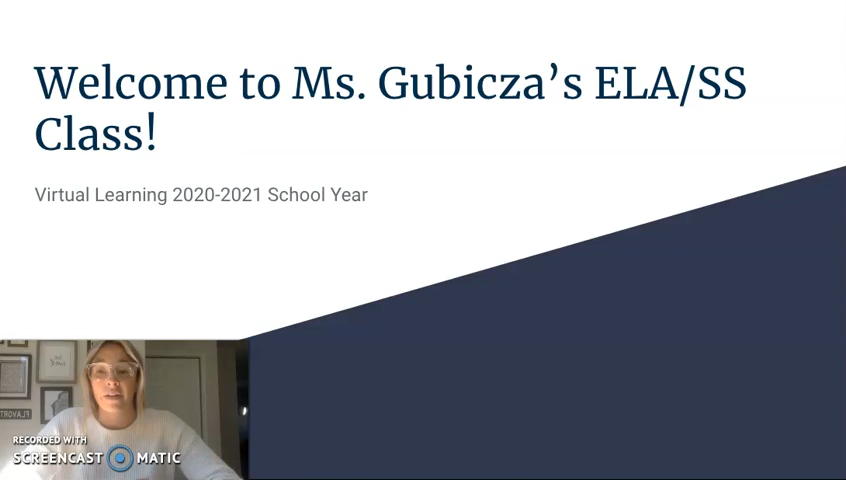 Welcome to Ms. Gubicza’s ELA/SS
Class!
Virtual Learning 2020-2021 School Year
RECORDED WITH
SCREENCAST MATIC